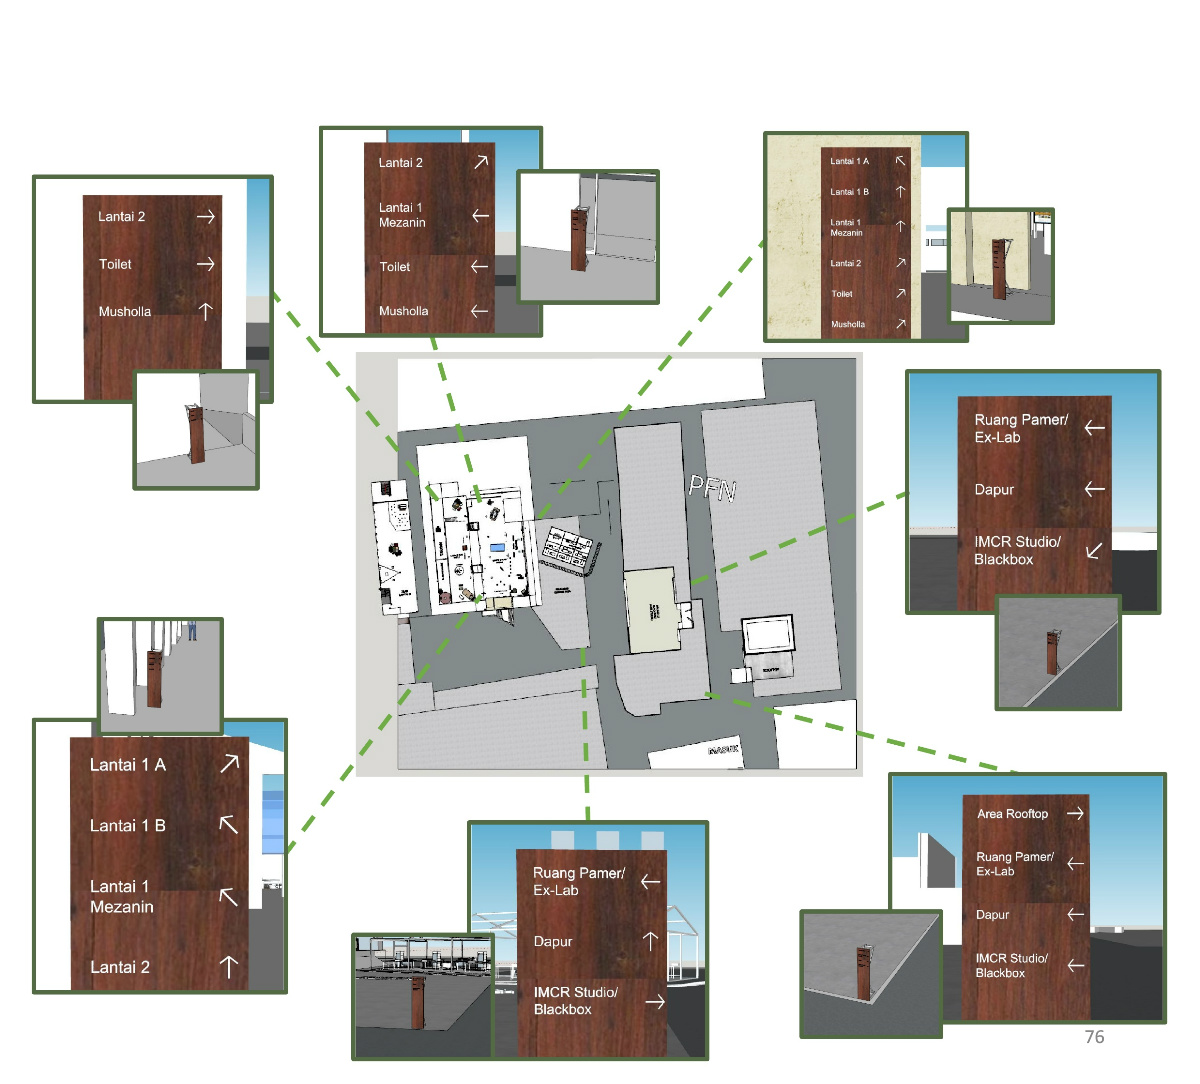 Lantai 2
Toilet
Musholla
Lantai 2
Lantai 1
Mezanin
Toilet
Musholla
Lantai 1 A
Lantai 1 B
Lantai 1
Mezanin
Lantai 2
Toilet
Musholla
Ruang Pamer/
Ex-Lab
Dapur
IMCR Studio/
Blackbox
PFN
MASUK
Lantai 1 A
Lantai 1 B
Lantai 1
Mezanin
Lantai 2
Ruang Pamer/
Ex-Lab
Dapur
IMCR Studio/
Blackbox
Area Rooftop
Ruang Pamer/
Ex-Lab
Dapur
IMCR Studio/
Blackbox
76